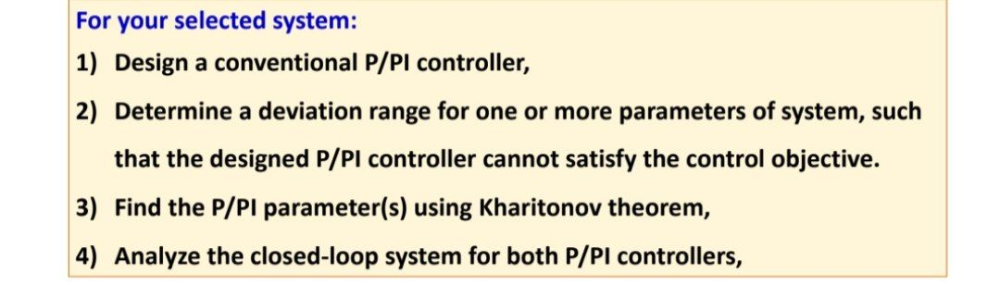 For your selected system:
1) Design a conventional P/PI controller,
2) Determine a deviation range for one or more parameters of system, such
that the designed P/PI controller cannot satisfy the control objective.
3) Find the P/PI parameter(s) using Kharitonov theorem,
4) Analyze the closed-loop system for both P/PI controllers,